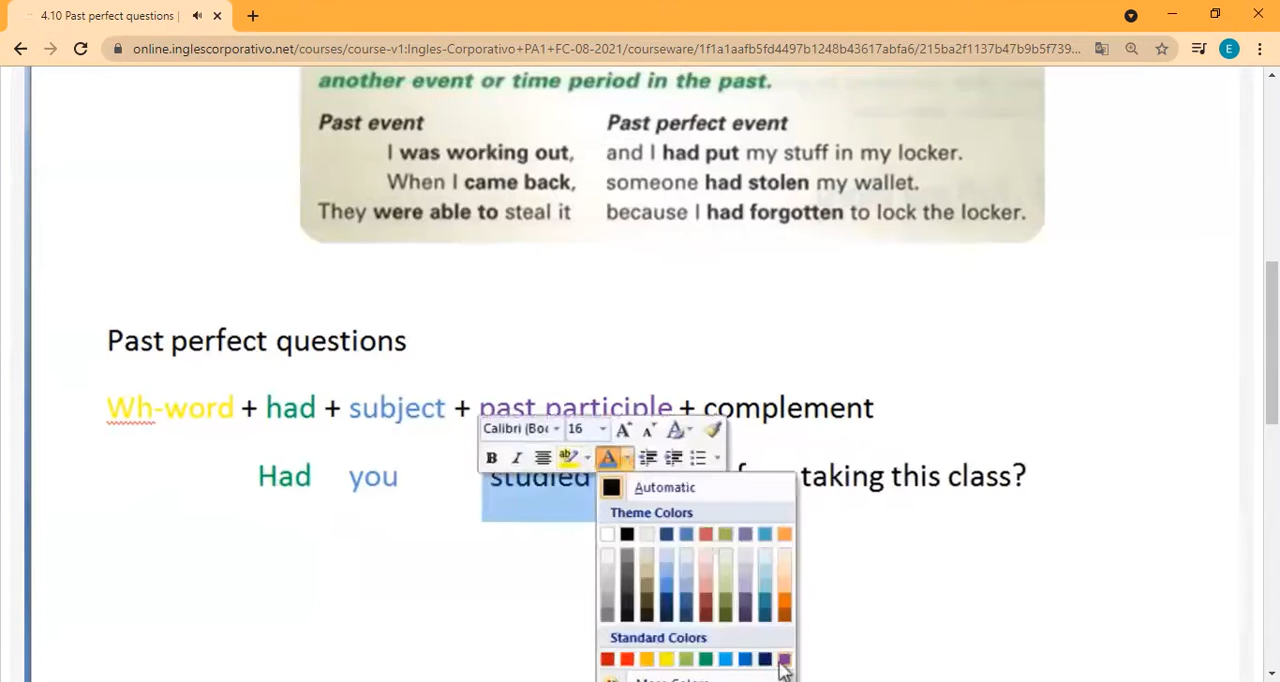 4.10 Past perfect questions |
online.inglescorporativo.net/courses/course-v1:Ingles-Corporativo+PA1+FC-08-2021/courseware/1f1a1aafb5fd4497b1248b43617abfa6/215ba2f1137b47b9b5f739...
E
another event or time period in the past.
Past event Past perfect event
I was working out, and I had put my stuff in my locker.
When I came back, someone had stolen my wallet.
They were able to steal it because I had forgotten to lock the locker.
Past perfect questions
Wh-word + had + subject + past participle + complement
Calibri (Boc 16 A A A
B I ab A
Had you studied taking this class?
Automatic
Theme Colors
Standard Colors
More Colors